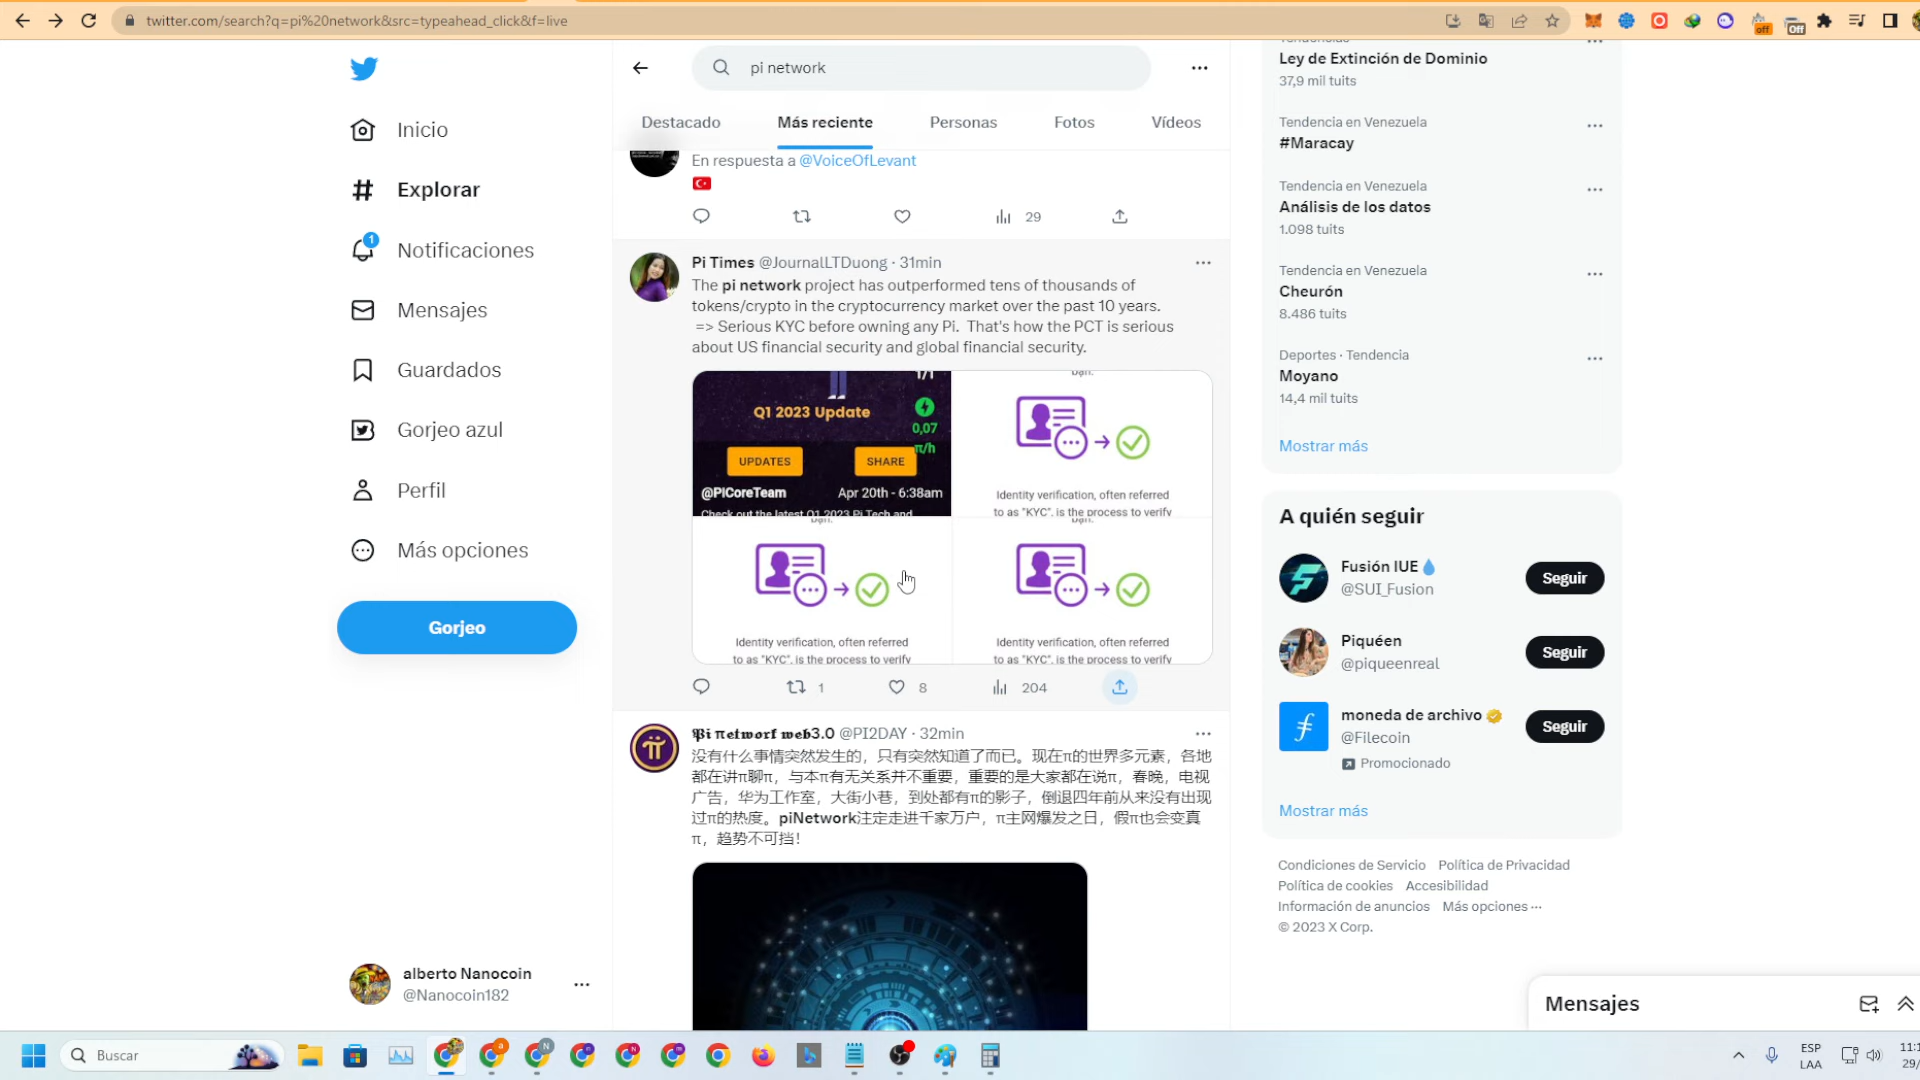 twitter.com/search?q=pi%20network&src=typeahead_click&f=live
off
Off
Inicio
Explorar
1
Notificaciones
Mensajes
Guardados
Gorjeo azul
Perfil
Más opciones
Gorjeo
alberto Nanocoin
@Nanocoin182
pi network
Destacado
Más reciente
Personas
Fotos
Vídeos
En respuesta a @VoiceOfLevant
29
Pi Times @JournalLTDuong · 31min
The pi network project has outperformed tens of thousands of
tokens/crypto in the cryptocurrency market over the past 10 years.
=> Serious KYC before owning any Pi. That's how the PCT is serious
about US financial security and global financial security.
Q1 2023 Update
0,07
π/h
UPDATES
SHARE
@PICoreTeam
Apr 20th - 6:38am
Check out the latest Q1 2023 Pi Tech and
bạn.
Identity verification, often referred
to as "KYC", is the process to verify
bạn.
Identity verification, often referred
to as "KYC", is the process to verify
bạn.
Identity verification, often referred
to as "KYC", is the process to verify
1
8
204
𝕻i πetworf web3.0 @PI2DAY · 32min
没有什么事情突然发生的，只有突然知道了而已。现在π的世界多元素，各地
都在讲π聊π，与本π有无关系并不重要，重要的是大家都在说π，春晚，电视
广告，华为工作室，大街小巷，到处都有π的影子，倒退四年前从来没有出现
过π的热度。piNetwork注定走进千家万户，π主网爆发之日，假π也会变真
π，趋势不可挡！
Tendencias
Ley de Extinción de Dominio
37,9 mil tuits
Tendencia en Venezuela
#Maracay
Tendencia en Venezuela
Análisis de los datos
1.098 tuits
Tendencia en Venezuela
Cheurón
8.486 tuits
Deportes · Tendencia
Moyano
14,4 mil tuits
Mostrar más
A quién seguir
Fusión IUE
@SUI_Fusion
Seguir
Piquéen
@piqueenreal
Seguir
moneda de archivo
@Filecoin
Seguir
Promocionado
Mostrar más
Condiciones de Servicio Política de Privacidad
Política de cookies Accesibilidad
Información de anuncios Más opciones ···
© 2023 X Corp.
Mensajes
Buscar
ESP
LAA
11:1
29/